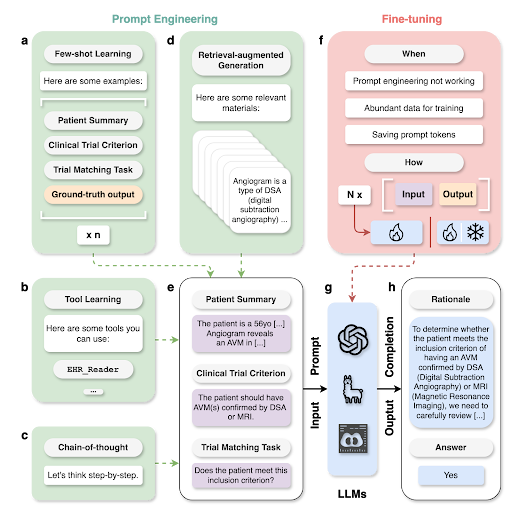 Prompt Engineering
Fine-tuning
a
Few-shot Learning
Here are some examples:
Patient Summary
Clinical Trial Criterion
Trial Matching Task
Ground-truth output
x n
d
Retrieval-augmented
Generation
Here are some relevant
materials:
Angiogram is a
type of DSA
(digital
subtraction
angiography) ...
f
When
Prompt engineering not working
Abundant data for training
Saving prompt tokens
How
N x
Input
Output
b
Tool Learning
Here are some tools you
can use:
EHR_Reader
...
c
Chain-of-thought
Let's think step-by-step.
e
Patient Summary
The patient is a 56yo [...]
Angiogram reveals
an AVM in [...]
Clinical Trial Criterion
The patient should have
AVM(s) confirmed by DSA
or MRI.
Trial Matching Task
Does the patient meet this
inclusion criterion?
Prompt
Input
g
LLMs
Completion
Ouptut
h
Rationale
To determine whether
the patient meets the
inclusion criterion of
having an AVM
confirmed by DSA
(Digital Subtraction
Angiography) or MRI
(Magnetic Resonance
Imaging), we need to
carefully review [...]
Answer
Yes